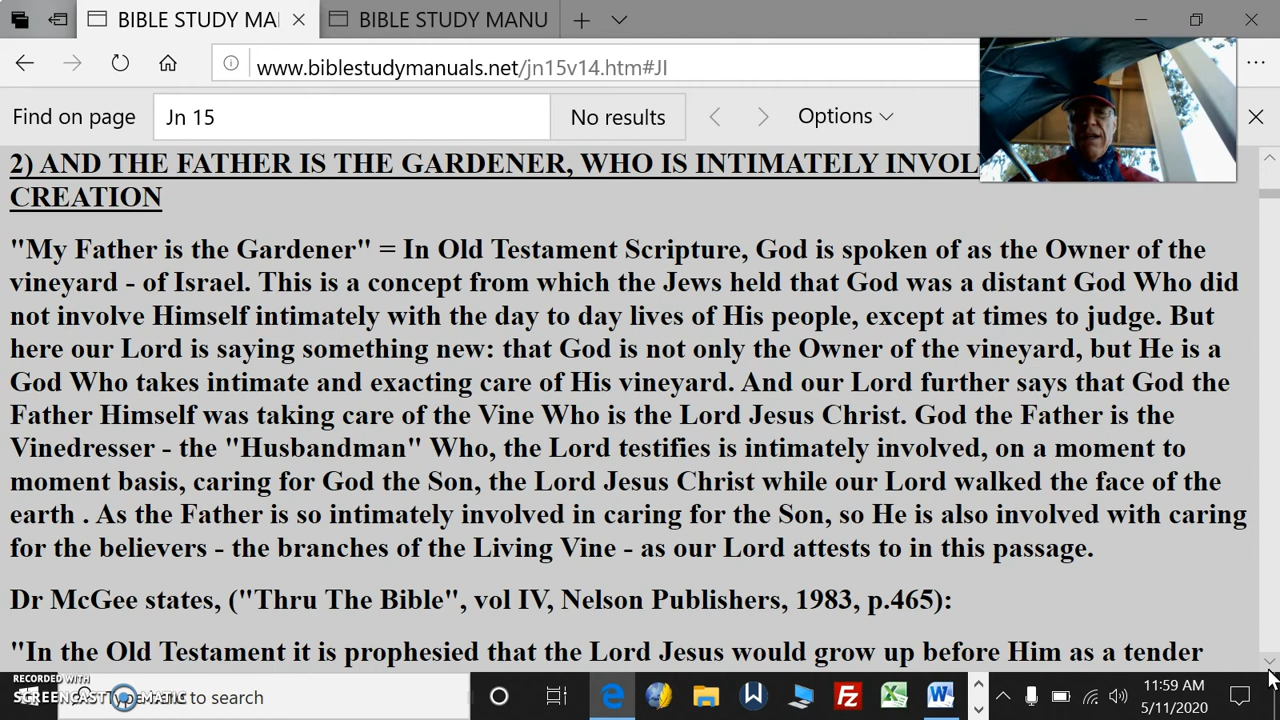 BIBLE STUDY MA
BIBLE STUDY MANU
www.biblestudymanuals.net/jn15v14.htm#JI
Find on page
Jn 15
No results
Options
2) AND THE FATHER IS THE GARDENER, WHO IS INTIMATELY INVOL
CREATION
"My Father is the Gardener" = In Old Testament Scripture, God is spoken of as the Owner of the
vineyard - of Israel. This is a concept from which the Jews held that God was a distant God Who did
not involve Himself intimately with the day to day lives of His people, except at times to judge. But
here our Lord is saying something new: that God is not only the Owner of the vineyard, but He is a
God Who takes intimate and exacting care of His vineyard. And our Lord further says that God the
Father Himself was taking care of the Vine Who is the Lord Jesus Christ. God the Father is the
Vinedresser - the "Husbandman" Who, the Lord testifies is intimately involved, on a moment to
moment basis, caring for God the Son, the Lord Jesus Christ while our Lord walked the face of the
earth . As the Father is so intimately involved in caring for the Son, so He is also involved with caring
for the believers - the branches of the Living Vine - as our Lord attests to in this passage.
Dr McGee states, ("Thru The Bible", vol IV, Nelson Publishers, 1983, p.465):
"In the Old Testament it is prophesied that the Lord Jesus would grow up before Him as a tender
RECORDED WITH
SCREENCAST-O-MATIC
Type here to search
11:59 AM
5/11/2020